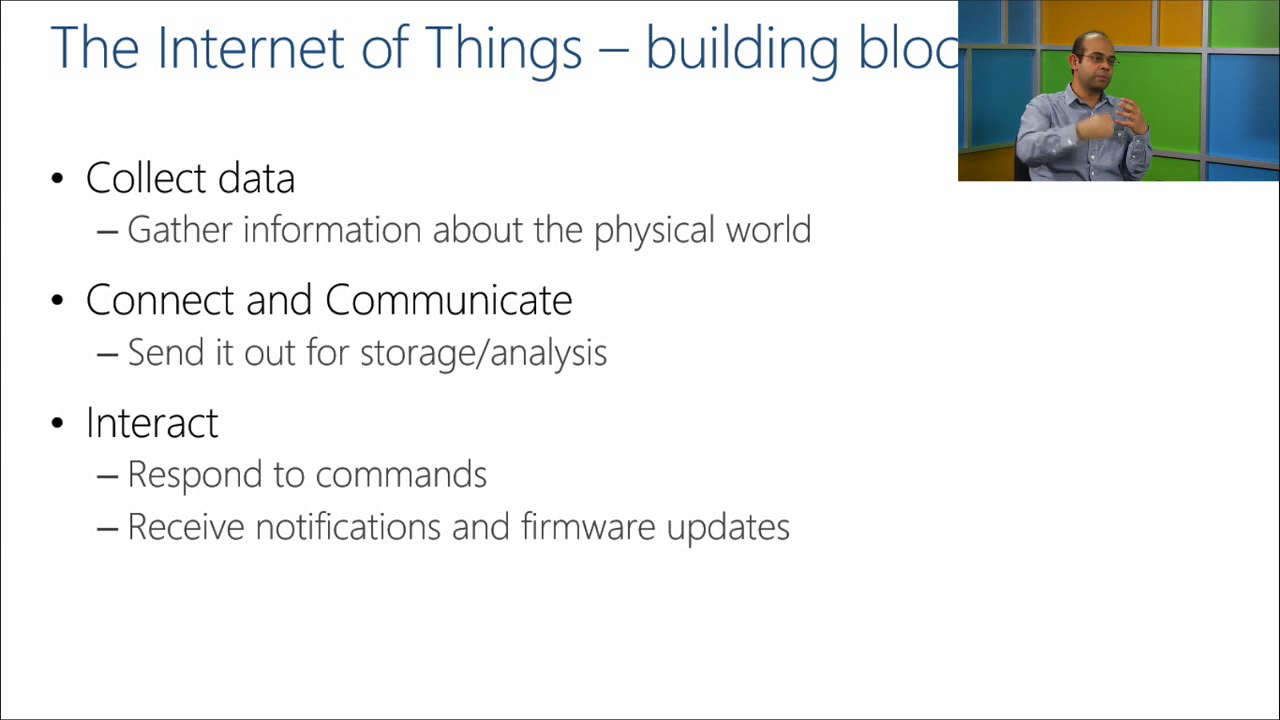 The Internet of Things – building bloc
• Collect data
– Gather information about the physical world
• Connect and Communicate
– Send it out for storage/analysis
• Interact
– Respond to commands
– Receive notifications and firmware updates